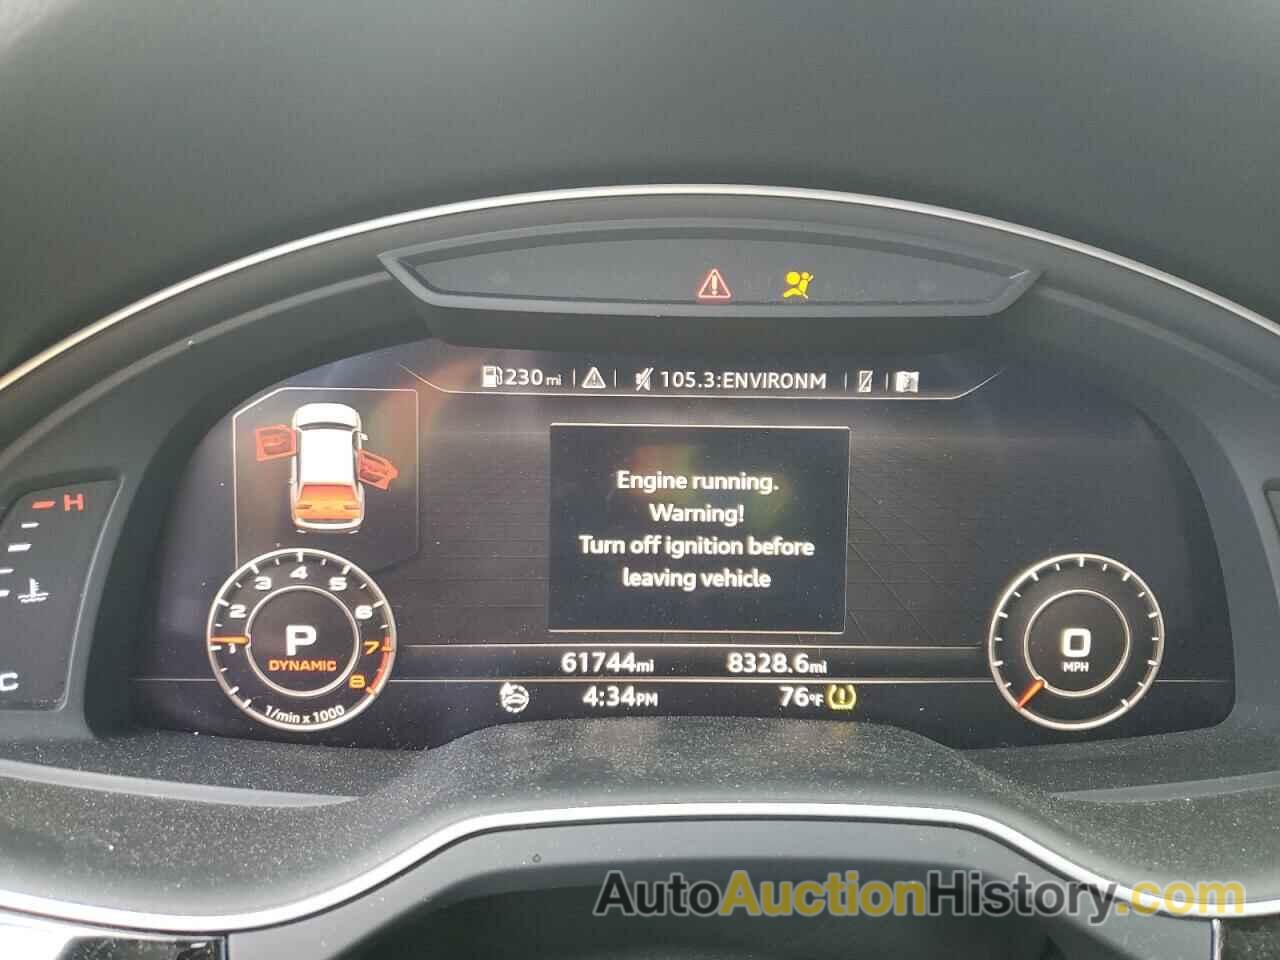 230 mi 105.3:ENVIRONM
Engine running.
Warning!
Turn off ignition before
leaving vehicle
H
C
1 2 3 4 5 6 7 8
P
DYNAMIC
1/min x 1000
0
MPH
61744mi 8328.6mi
4:34PM 76°F
AutoAuctionHistory.com